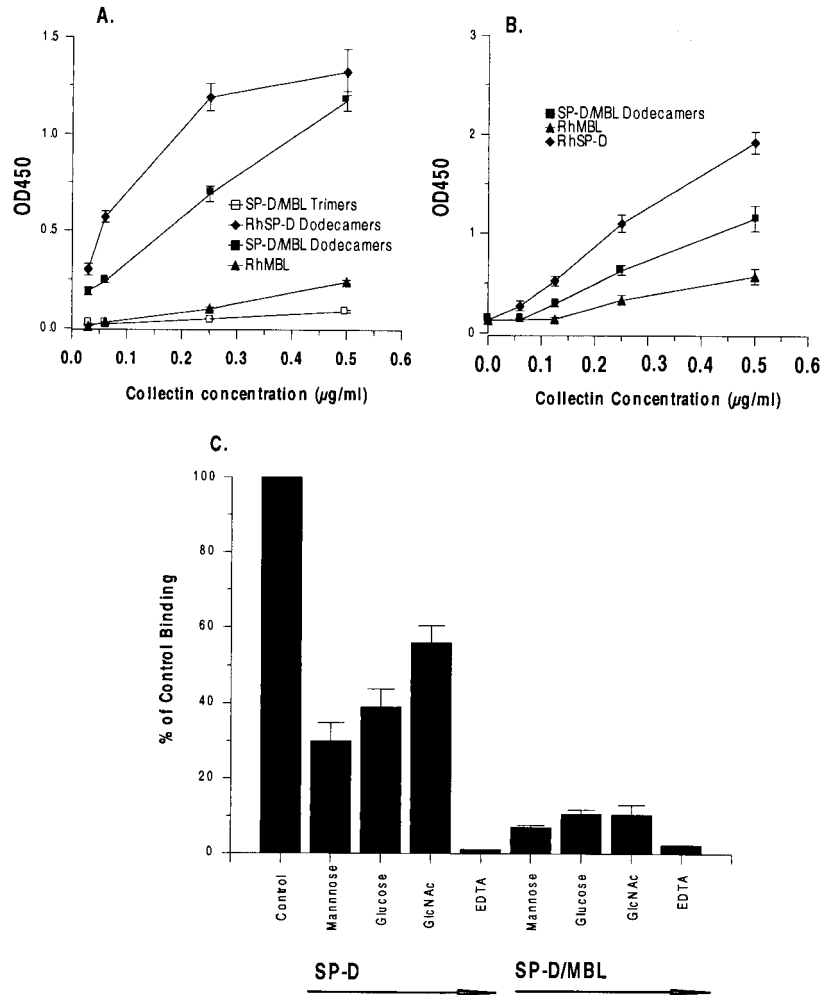 A.
1.5
1.0
0.5
0.0
OD450
SP-D/MBL Trimers
RhSP-D Dodecamers
SP-D/MBL Dodecamers
RhMBL
0.0 0.1 0.2 0.3 0.4 0.5 0.6
Collectin concentration (µg/ml)
B.
3
2
1
0
OD450
SP-D/MBL Dodecamers
RhMBL
RhSP-D
0.0 0.1 0.2 0.3 0.4 0.5 0.6
Collectin Concentration (µg/ml)
C.
100
80
60
40
20
0
% of Control Binding
Control
Mannnose
Glucose
GlcNAc
EDTA
Mannose
Glucose
GlcNAc
EDTA
SP-D
SP-D/MBL